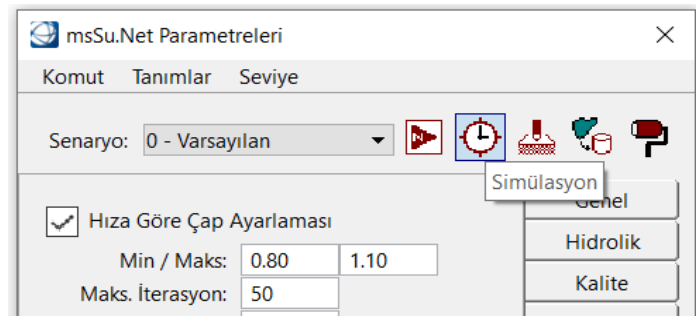 msSu.Net Parametreleri
Komut Tanımlar Seviye
Senaryo: 0 - Varsayılan
Simülasyon
Genel
Hıza Göre Çap Ayarlaması
Hidrolik
Min / Maks: 0.80 1.10
Kalite
Maks. İterasyon: 50